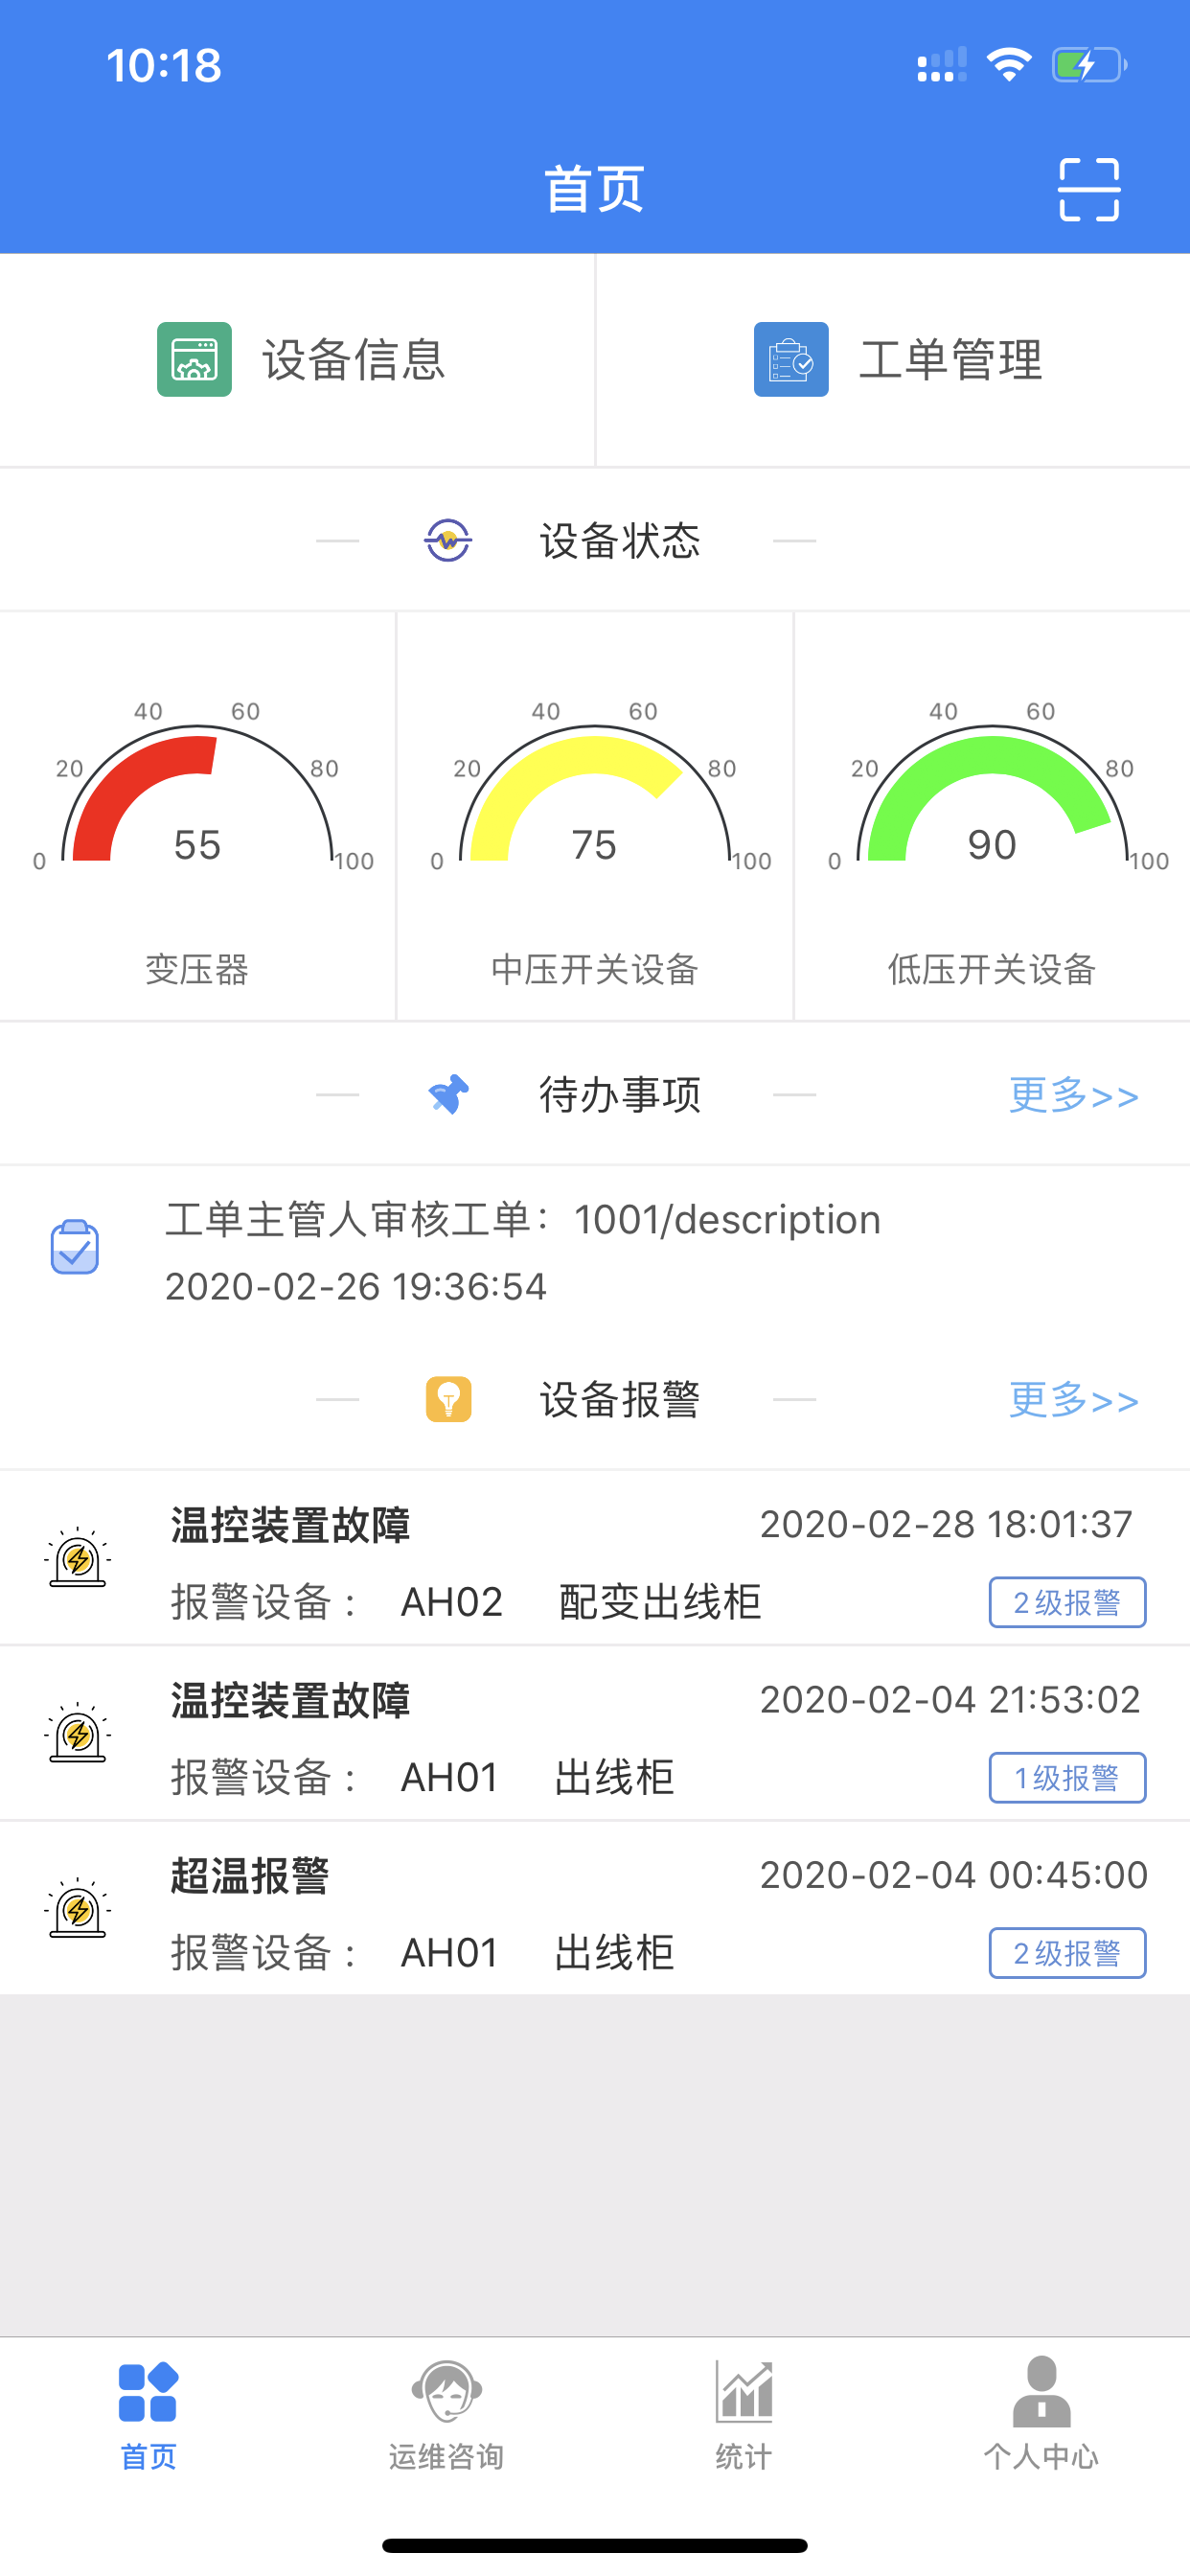 10:18
首页
设备信息
工单管理
设备状态
0 20 40 60 80 100
55
变压器
0 20 40 60 80 100
75
中压开关设备
0 20 40 60 80 100
90
低压开关设备
待办事项
更多>>
工单主管人审核工单：1001/description
2020-02-26 19:36:54
设备报警
更多>>
温控装置故障 2020-02-28 18:01:37
报警设备： AH02 配变出线柜 2级报警
温控装置故障 2020-02-04 21:53:02
报警设备： AH01 出线柜 1级报警
超温报警 2020-02-04 00:45:00
报警设备： AH01 出线柜 2级报警
首页
运维咨询
统计
个人中心